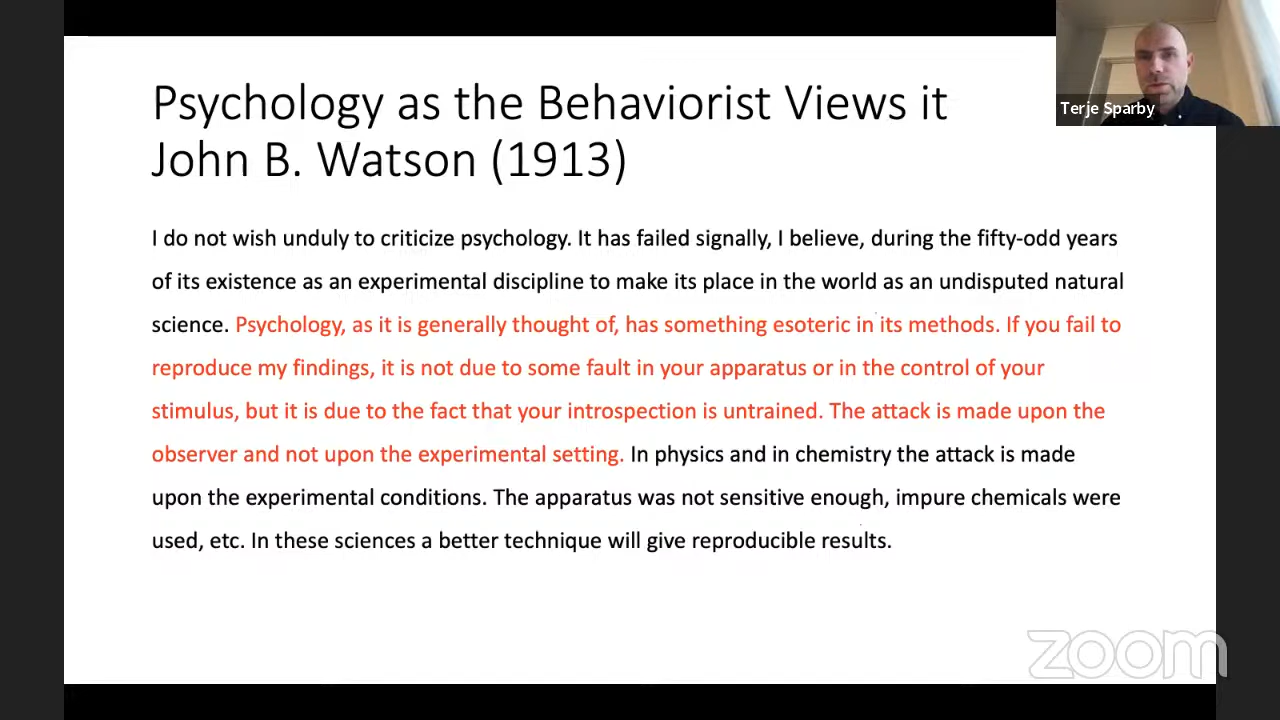 Psychology as the Behaviorist Views it
John B. Watson (1913)
Terje Sparby
I do not wish unduly to criticize psychology. It has failed signally, I believe, during the fifty-odd years
of its existence as an experimental discipline to make its place in the world as an undisputed natural
science. Psychology, as it is generally thought of, has something esoteric in its methods. If you fail to
reproduce my findings, it is not due to some fault in your apparatus or in the control of your
stimulus, but it is due to the fact that your introspection is untrained. The attack is made upon the
observer and not upon the experimental setting. In physics and in chemistry the attack is made
upon the experimental conditions. The apparatus was not sensitive enough, impure chemicals were
used, etc. In these sciences a better technique will give reproducible results.
zoom